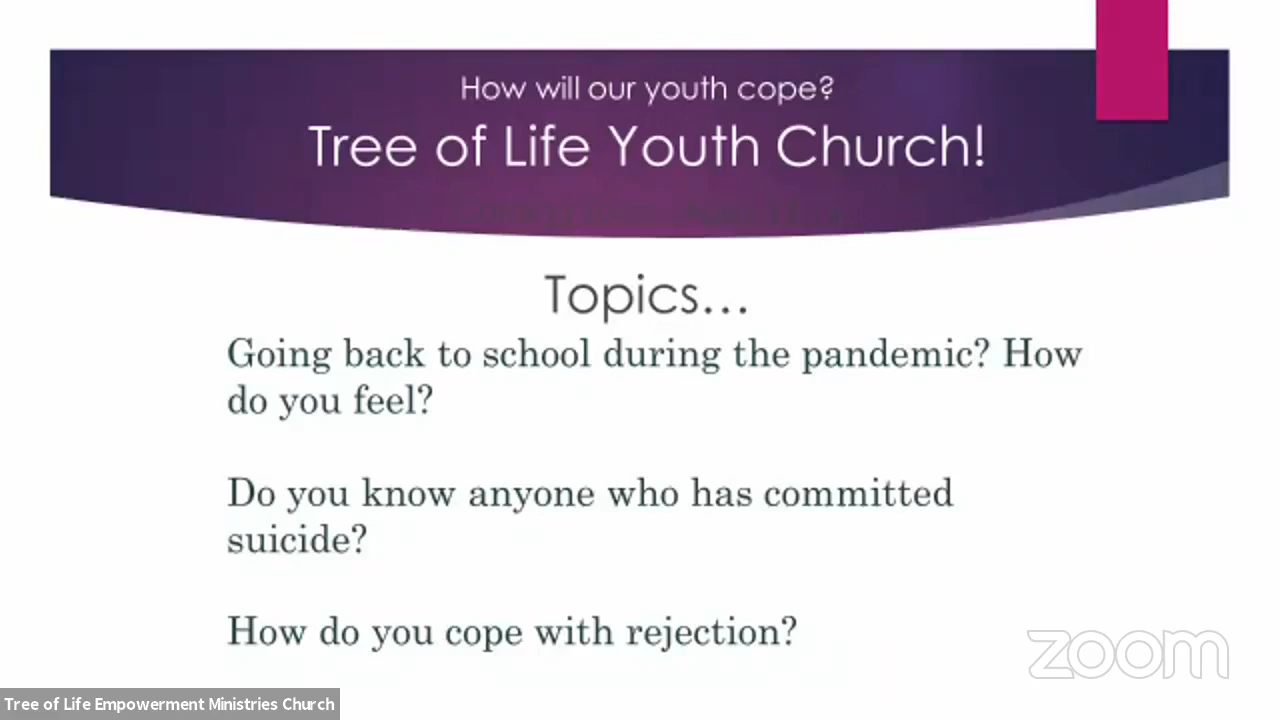 How will our youth cope?
Tree of Life Youth Church!
Topics...
Going back to school during the pandemic? How
do you feel?
Do you know anyone who has committed
suicide?
How do you cope with rejection?
zoom
Tree of Life Empowerment Ministries Church